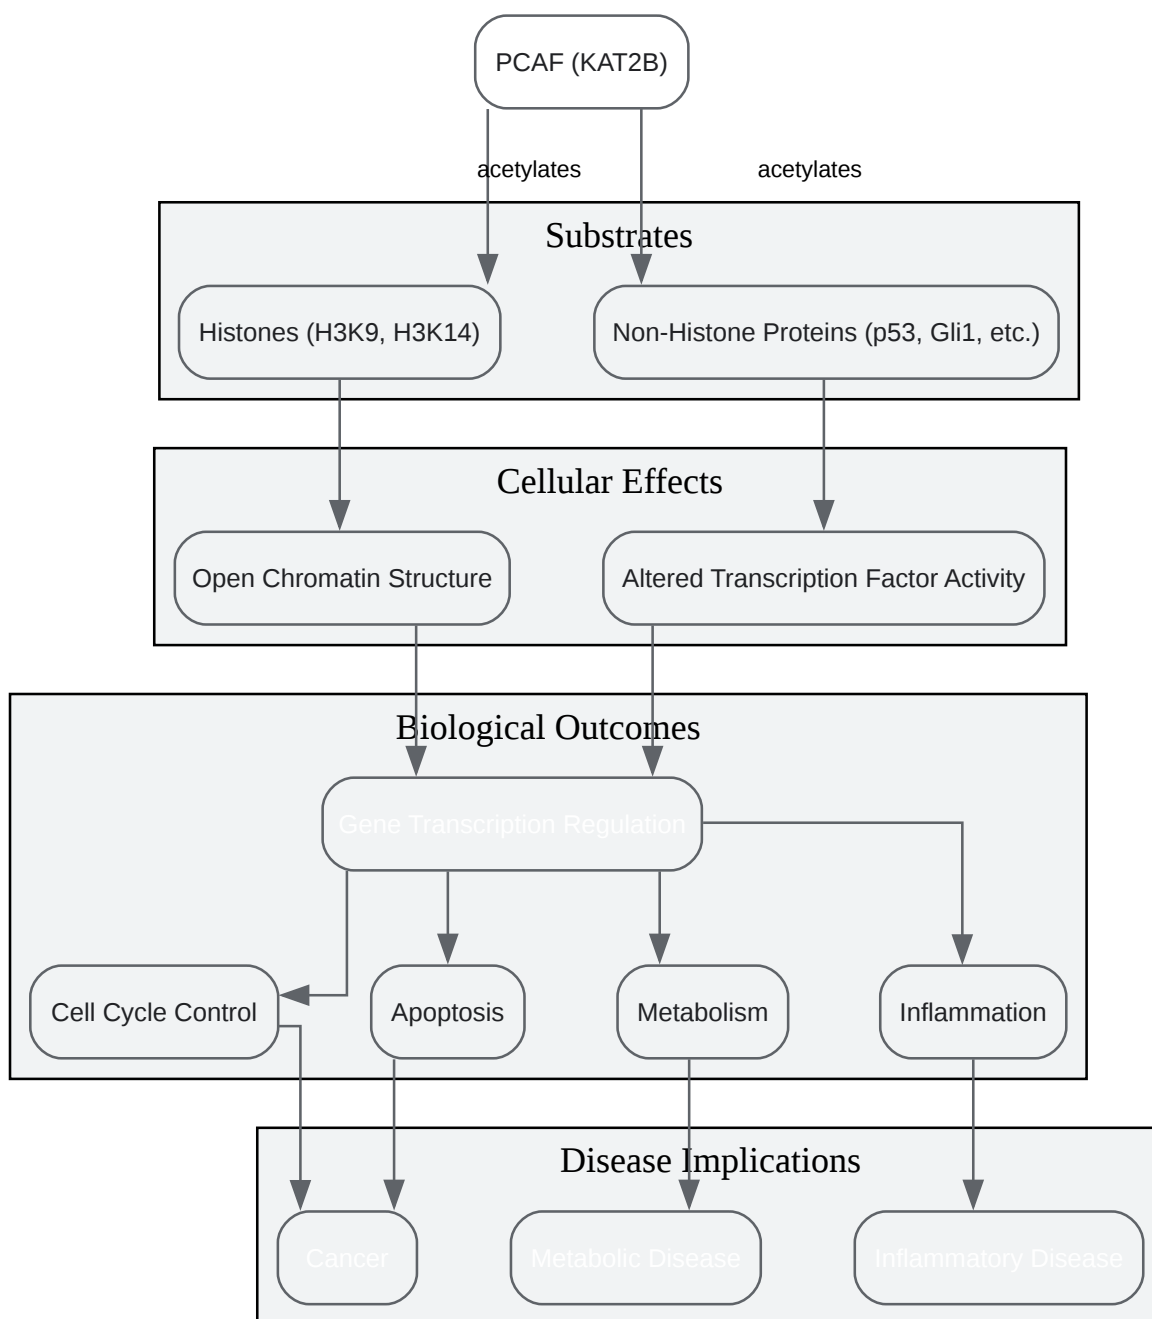 PCAF (KAT2B)
acetylates
acetylates
Substrates
Histones (H3K9, H3K14)
Non-Histone Proteins (p53, Gli1, etc.)
Cellular Effects
Open Chromatin Structure
Altered Transcription Factor Activity
Biological Outcomes
Gene Transcription Regulation
Cell Cycle Control
Apoptosis
Metabolism
Inflammation
Disease Implications
Cancer
Metabolic Disease
Inflammatory Disease